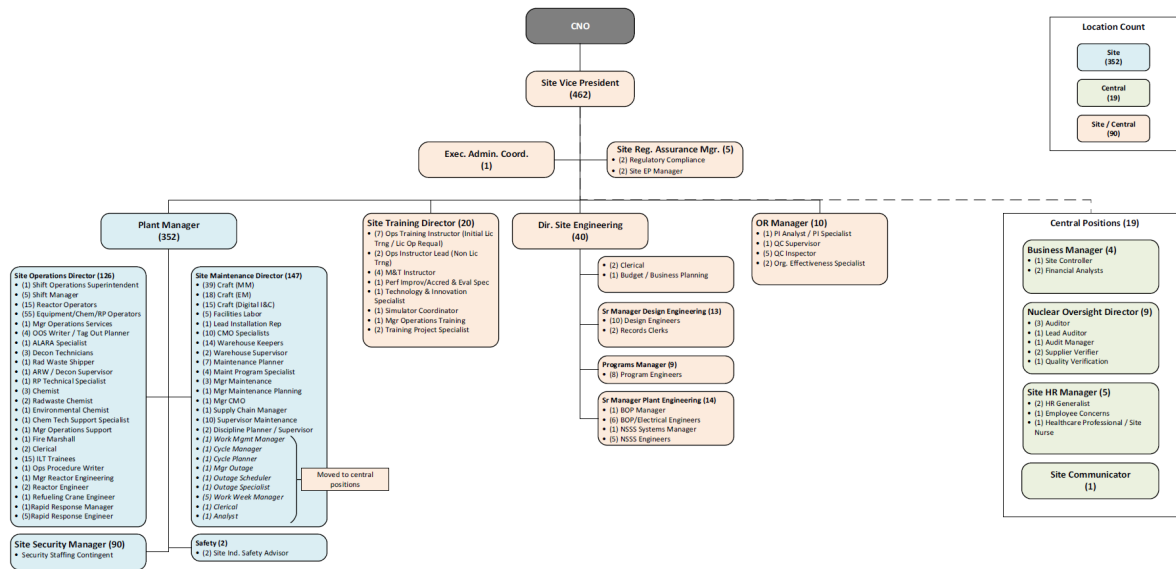 CNO
Site Vice President
(462)
Location Count
Site
(352)
Central
(19)
Site / Central
(90)
Exec. Admin. Coord.
(1)
Site Reg. Assurance Mgr. (5)
• (2) Regulatory Compliance
• (2) Site EP Manager
Plant Manager
(352)
Site Operations Director (126)
• (1) Shift Operations Superintendent
• (5) Shift Manager
• (15) Reactor Operators
• (55) Equipment/Chem/RP Operators
• (1) Mgr Operations Services
• (4) OOS Writer / Tag Out Planner
• (1) ALARA Specialist
• (3) Decon Technicians
• (1) Rad Waste Shipper
• (1) ARW / Decon Supervisor
• (1) RP Technical Specialist
• (3) Chemist
• (2) Radwaste Chemist
• (1) Environmental Chemist
• (1) Chem Tech Support Specialist
• (1) Mgr Operations Support
• (1) Fire Marshall
• (2) Clerical
• (15) ILT Trainees
• (1) Ops Procedure Writer
• (1) Mgr Reactor Engineering
• (2) Reactor Engineer
• (1) Refueling Crane Engineer
• (1)Rapid Response Manager
• (5)Rapid Response Engineer
Site Maintenance Director (147)
• (39) Craft (MM)
• (18) Craft (EM)
• (15) Craft (Digital I&C)
• (5) Facilities Labor
• (1) Lead Installation Rep
• (10) CMO Specialists
• (14) Warehouse Keepers
• (2) Warehouse Supervisor
• (7) Maintenance Planner
• (4) Maint Program Specialist
• (3) Mgr Maintenance
• (1) Mgr Maintenance Planning
• (1) Mgr CMO
• (1) Supply Chain Manager
• (10) Supervisor Maintenance
• (2) Discipline Planner / Supervisor
• (1) Work Mgmt Manager
• (1) Cycle Manager
• (1) Cycle Planner
• (1) Mgr Outage
• (1) Outage Scheduler
• (1) Outage Specialist
• (5) Work Week Manager
• (1) Clerical
• (1) Analyst
Moved to central
positions
Site Security Manager (90)
• Security Staffing Contingent
Safety (2)
• (2) Site Ind. Safety Advisor
Site Training Director (20)
• (7) Ops Training Instructor (Initial Lic
Trng / Lic Op Requal)
• (2) Ops Instructor Lead (Non Lic
Trng)
• (4) M&T Instructor
• (1) Perf Improv/Accred & Eval Spec
• (1) Technology & Innovation
Specialist
• (1) Simulator Coordinator
• (1) Mgr Operations Training
• (2) Training Project Specialist
Dir. Site Engineering
(40)
• (2) Clerical
• (1) Budget / Business Planning
Sr Manager Design Engineering (13)
• (10) Design Engineers
• (2) Records Clerks
Programs Manager (9)
• (8) Program Engineers
Sr Manager Plant Engineering (14)
• (1) BOP Manager
• (6) BOP/Electrical Engineers
• (1) NSSS Systems Manager
• (5) NSSS Engineers
OR Manager (10)
• (1) PI Analyst / PI Specialist
• (1) QC Supervisor
• (5) QC Inspector
• (2) Org. Effectiveness Specialist
Central Positions (19)
Business Manager (4)
• (1) Site Controller
• (2) Financial Analysts
Nuclear Oversight Director (9)
• (3) Auditor
• (1) Lead Auditor
• (1) Audit Manager
• (2) Supplier Verifier
• (1) Quality Verification
Site HR Manager (5)
• (2) HR Generalist
• (1) Employee Concerns
• (1) Healthcare Professional / Site
Nurse
Site Communicator
(1)